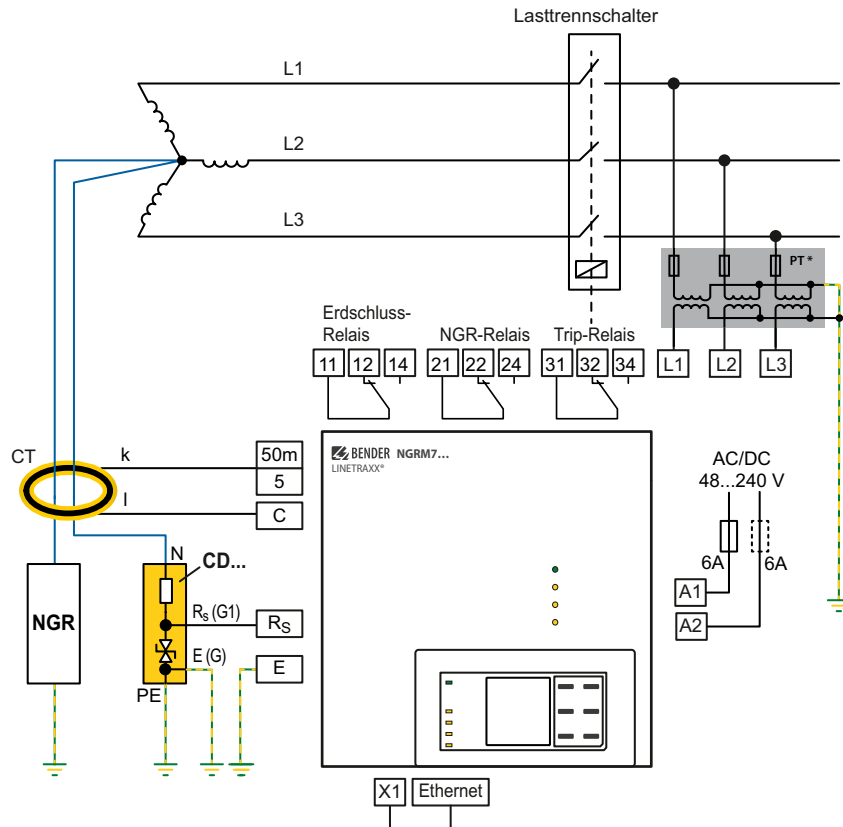 Lasttrennschalter
L1
L2
L3
PT *
Erdschluss-
Relais
NGR-Relais
Trip-Relais
11 12 14
21 22 24
31 32 34
L1 L2 L3
CT
k
50m
5
l
C
BENDER NGRM7...
LINETRAXX®
AC/DC
48...240 V
6A
6A
A1
A2
N
CD...
NGR
Rs (G1)
RS
E (G)
E
PE
X1
Ethernet